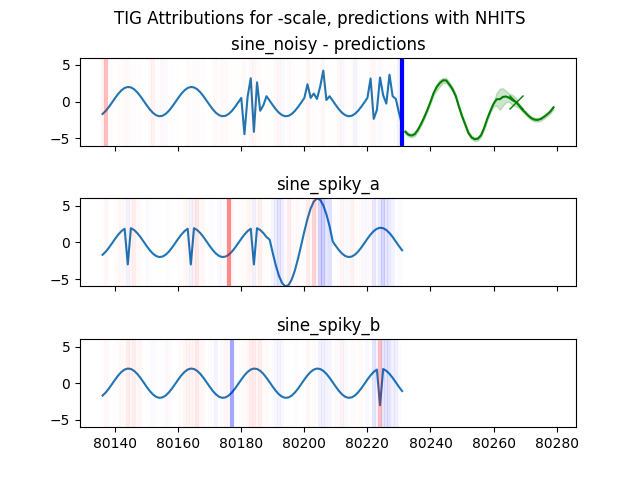 TIG Attributions for -scale, predictions with NHITS
sine_noisy - predictions
5
0
−5
sine_spiky_a
5
0
−5
sine_spiky_b
5
0
−5
80140 80160 80180 80200 80220 80240 80260 80280